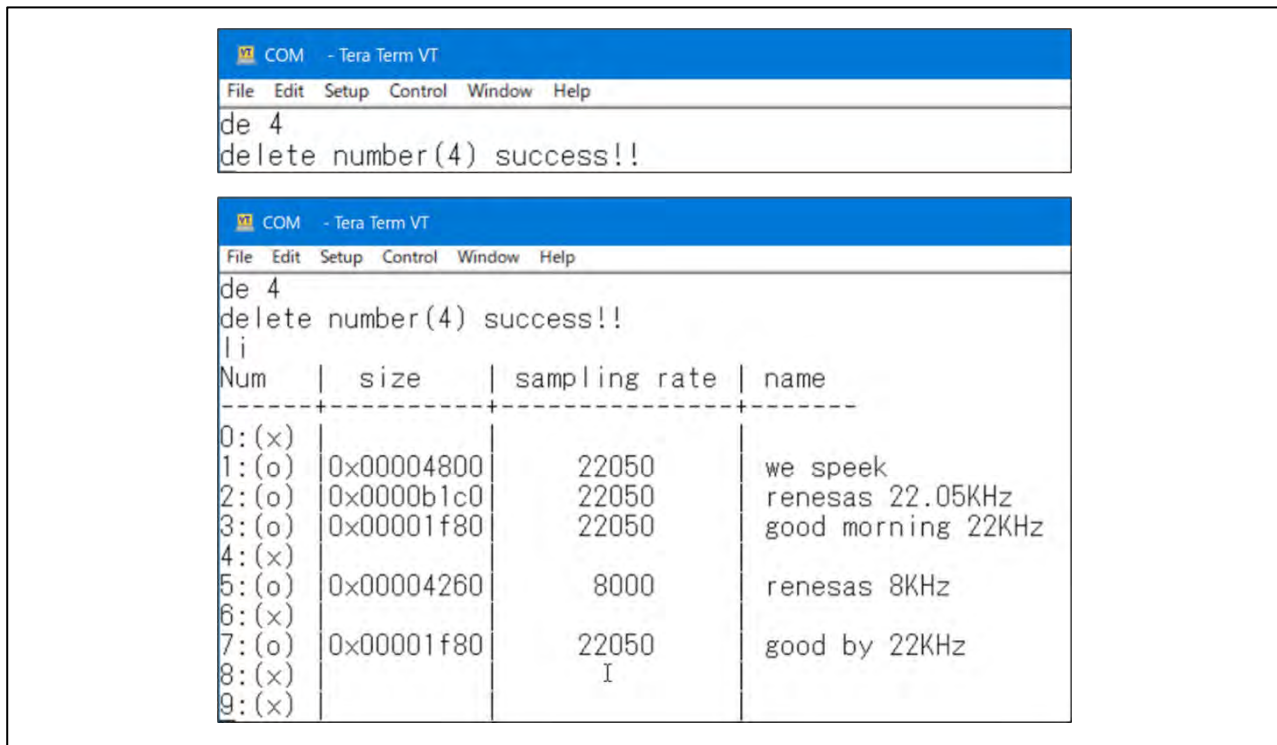 COM - Tera Term VT
File Edit Setup Control Window Help
de 4
delete number(4) success!!
COM - Tera Term VT
File Edit Setup Control Window Help
de 4
delete number(4) success!!
li
Num | size | sampling rate | name
------+----------+---------------+-------
0:(x) | | |
1:(o) |0x00004800| 22050 | we speek
2:(o) |0x0000b1c0| 22050 | renesas 22.05KHz
3:(o) |0x00001f80| 22050 | good morning 22KHz
4:(x) | | |
5:(o) |0x00004260| 8000 | renesas 8KHz
6:(x) | | |
7:(o) |0x00001f80| 22050 | good by 22KHz
8:(x) | | |
9:(x) | | |